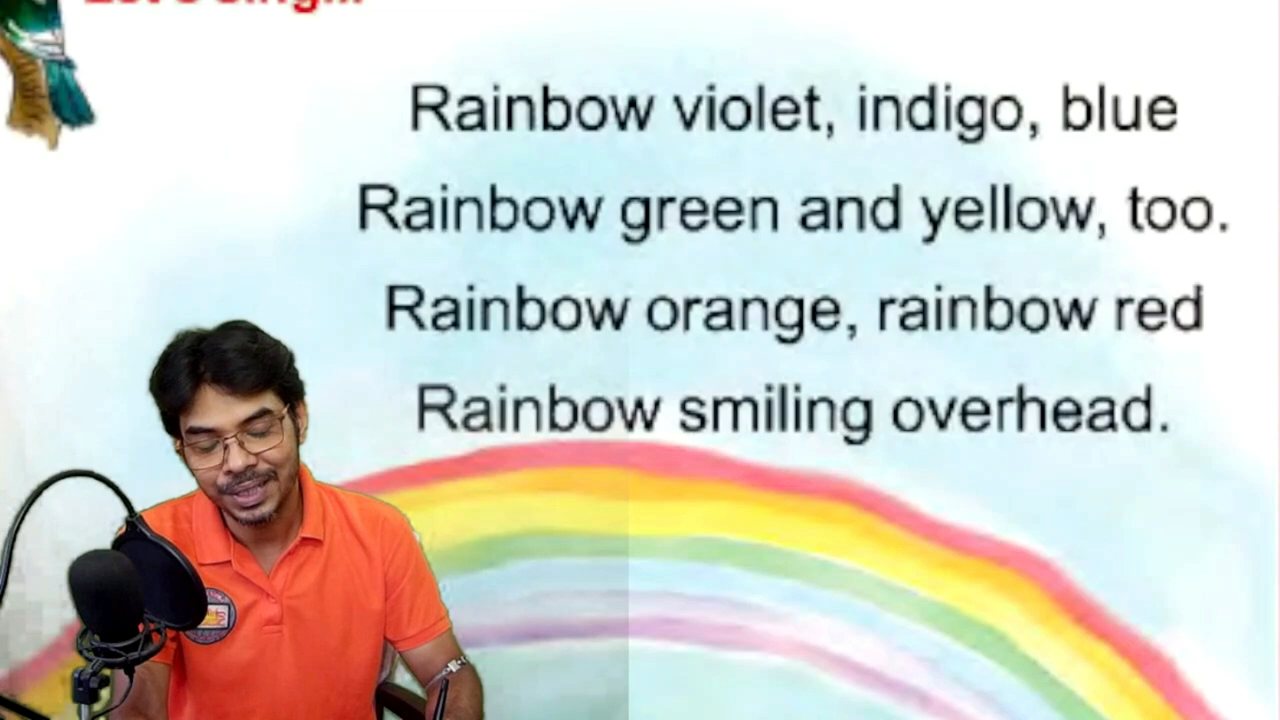 Rainbow violet, indigo, blue
Rainbow green and yellow, too.
Rainbow orange, rainbow red
Rainbow smiling overhead.